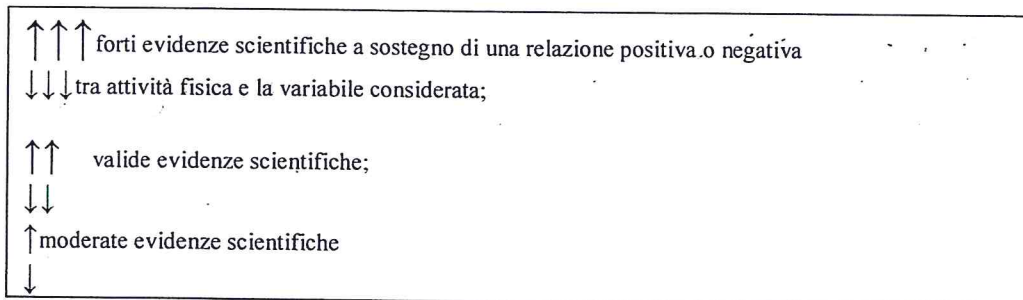 ↑↑↑ forti evidenze scientifiche a sostegno di una relazione positiva o negativa
↓↓↓ tra attività fisica e la variabile considerata;
↑↑ valide evidenze scientifiche;
↓↓
↑ moderate evidenze scientifiche
↓